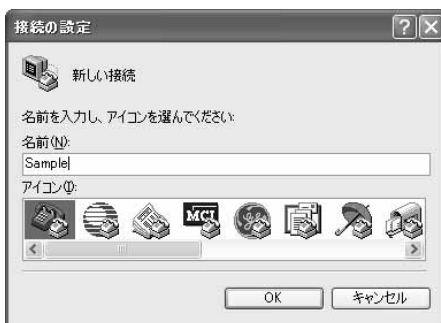 接続の設定
新しい接続
名前を入力し、アイコンを選んでください:
名前(N):
Sample
アイコン(I):
MCI
OK
キャンセル